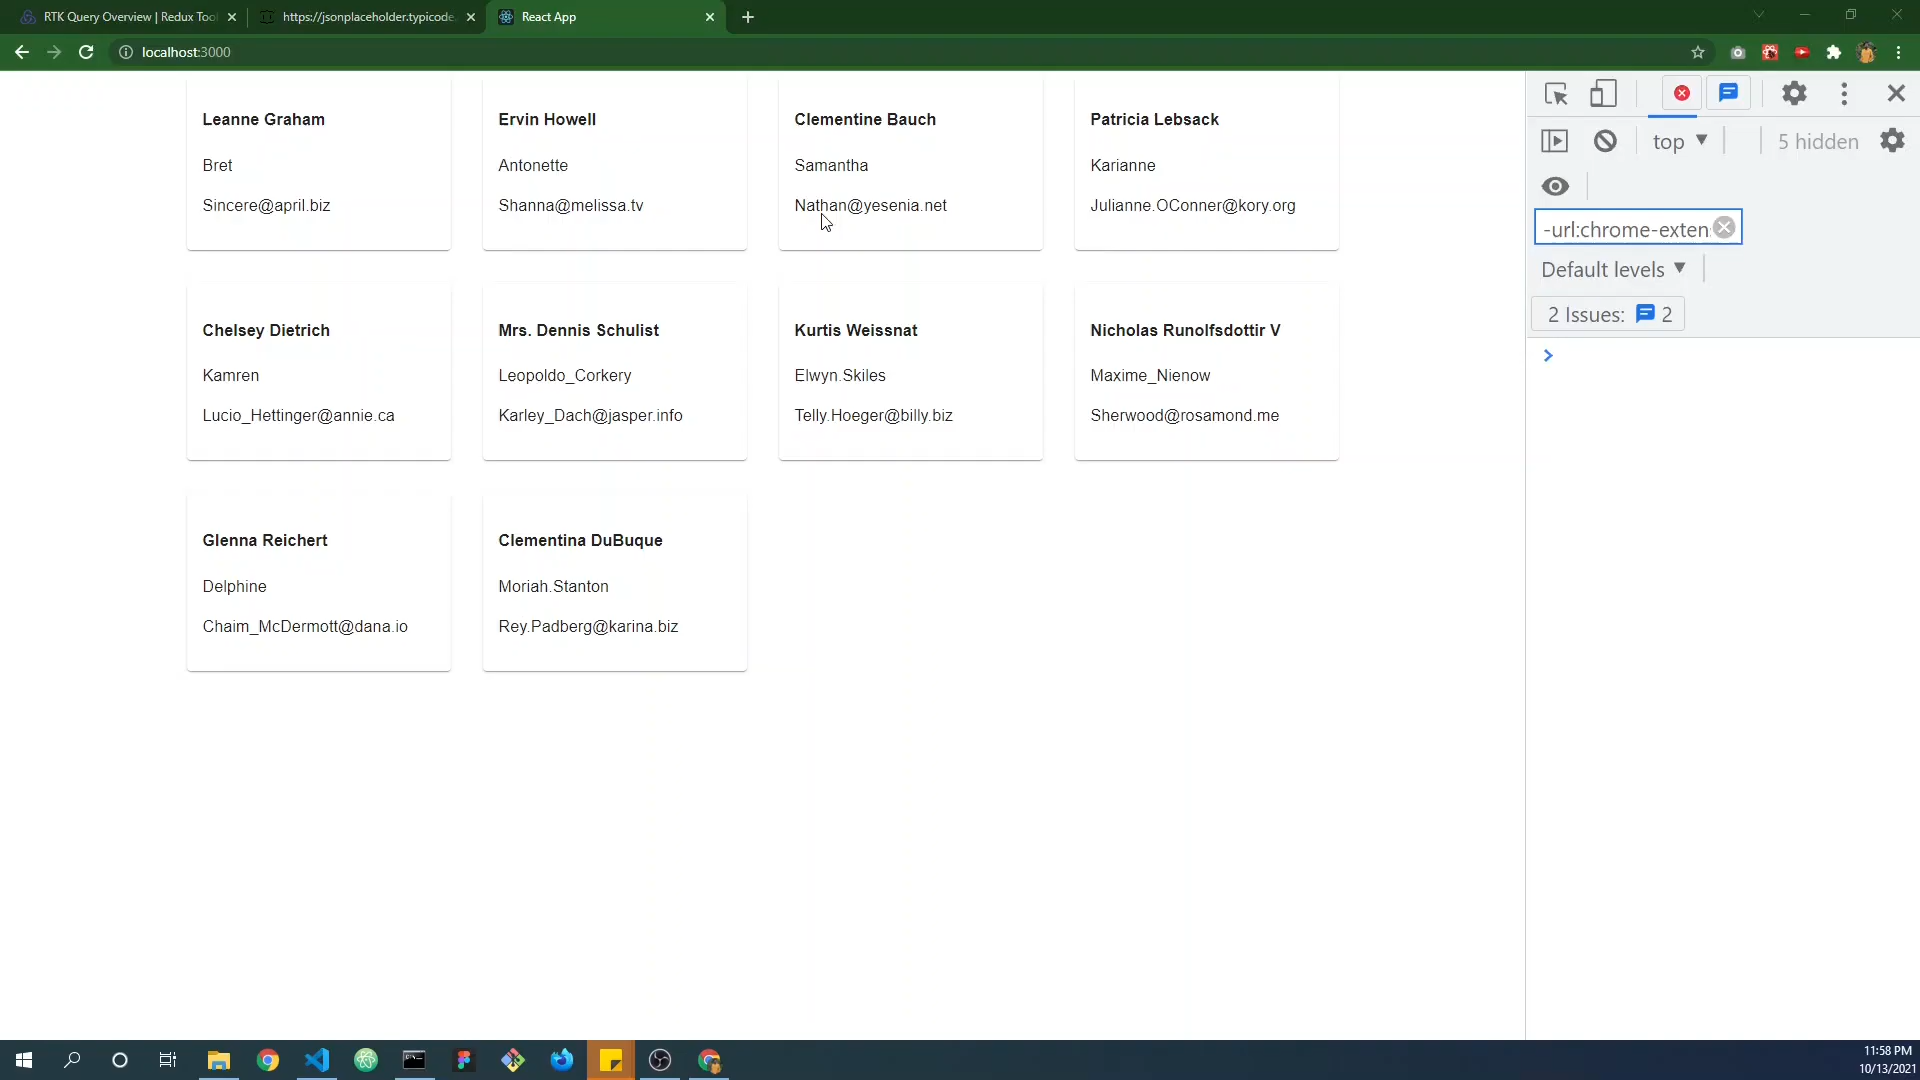 RTK Query Overview | Redux Tool
https://jsonplaceholder.typicode.
React App
localhost:3000
Leanne Graham
Bret
Sincere@april.biz
Ervin Howell
Antonette
Shanna@melissa.tv
Clementine Bauch
Samantha
Nathan@yesenia.net
Patricia Lebsack
Karianne
Julianne.OConner@kory.org
Chelsey Dietrich
Kamren
Lucio_Hettinger@annie.ca
Mrs. Dennis Schulist
Leopoldo_Corkery
Karley_Dach@jasper.info
Kurtis Weissnat
Elwyn.Skiles
Telly.Hoeger@billy.biz
Nicholas Runolfsdottir V
Maxime_Nienow
Sherwood@rosamond.me
Glenna Reichert
Delphine
Chaim_McDermott@dana.io
Clementina DuBuque
Moriah.Stanton
Rey.Padberg@karina.biz
top
5 hidden
-url:chrome-exten
Default levels
2 Issues: 2
11:58 PM
10/13/2021